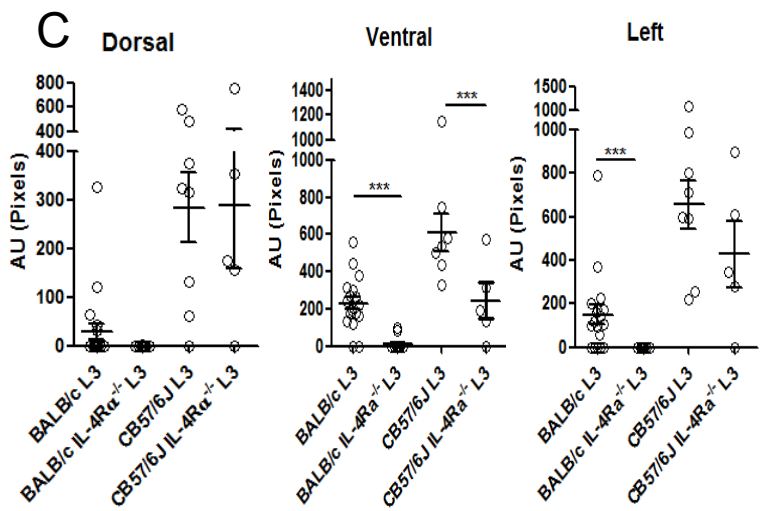 C
Dorsal
AU (Pixels)
800
600
400
400
300
200
100
0
BALB/c L3
BALB/c IL-4Rα-/- L3
CB57/6J L3
CB57/6J IL-4Rα-/- L3
Ventral
AU (Pixels)
1400
1200
1000
1000
800
600
400
200
0
***
***
BALB/c L3
BALB/c IL-4Ra-/- L3
CB57/6J L3
CB57/6J IL-4Ra-/- L3
Left
AU (Pixels)
1500
1000
1000
800
600
400
200
0
***
BALB/c L3
BALB/c IL-4Ra-/- L3
CB57/6J L3
CB57/6J IL-4Ra-/- L3